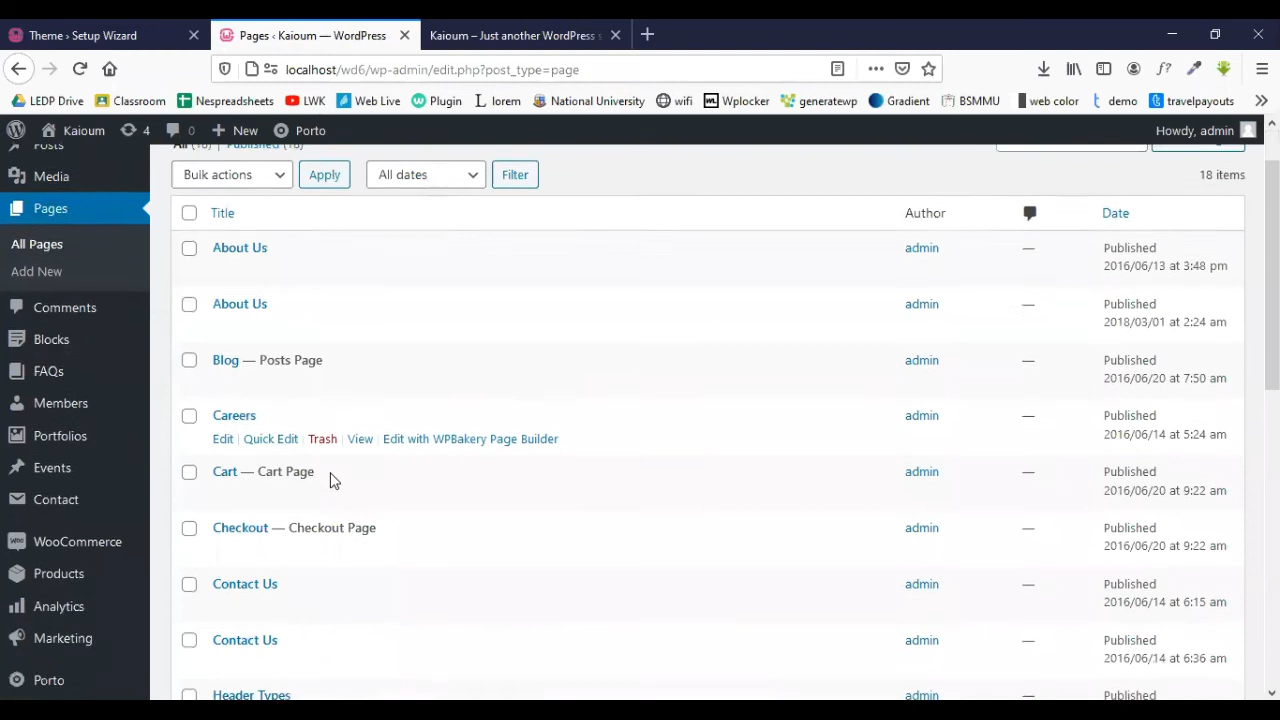 Theme › Setup Wizard
Pages ‹ Kaioum — WordPress
Kaioum – Just another WordPress s
localhost/wd6/wp-admin/edit.php?post_type=page
LEDP Drive
Classroom
Nespreadsheets
LWK
Web Live
Plugin
lorem
National University
wifi
Wplocker
generatewp
Gradient
BSMMU
web color
demo
travelpayouts
Kaioum
4
0
New
Porto
Howdy, admin
Posts
Media
Pages
All Pages
Add New
Comments
Blocks
FAQs
Members
Portfolios
Events
Contact
WooCommerce
Products
Analytics
Marketing
Porto
All (18) | Published (18)
Bulk actions
Apply
All dates
Filter
18 items
Title
Author
Date
About Us
admin
—
Published
2016/06/13 at 3:48 pm
About Us
admin
—
Published
2018/03/01 at 2:24 am
Blog — Posts Page
admin
—
Published
2016/06/20 at 7:50 am
Careers
Edit | Quick Edit | Trash | View | Edit with WPBakery Page Builder
admin
—
Published
2016/06/14 at 5:24 am
Cart — Cart Page
admin
—
Published
2016/06/20 at 9:22 am
Checkout — Checkout Page
admin
—
Published
2016/06/20 at 9:22 am
Contact Us
admin
—
Published
2016/06/14 at 6:15 am
Contact Us
admin
—
Published
2016/06/14 at 6:36 am
Header Types